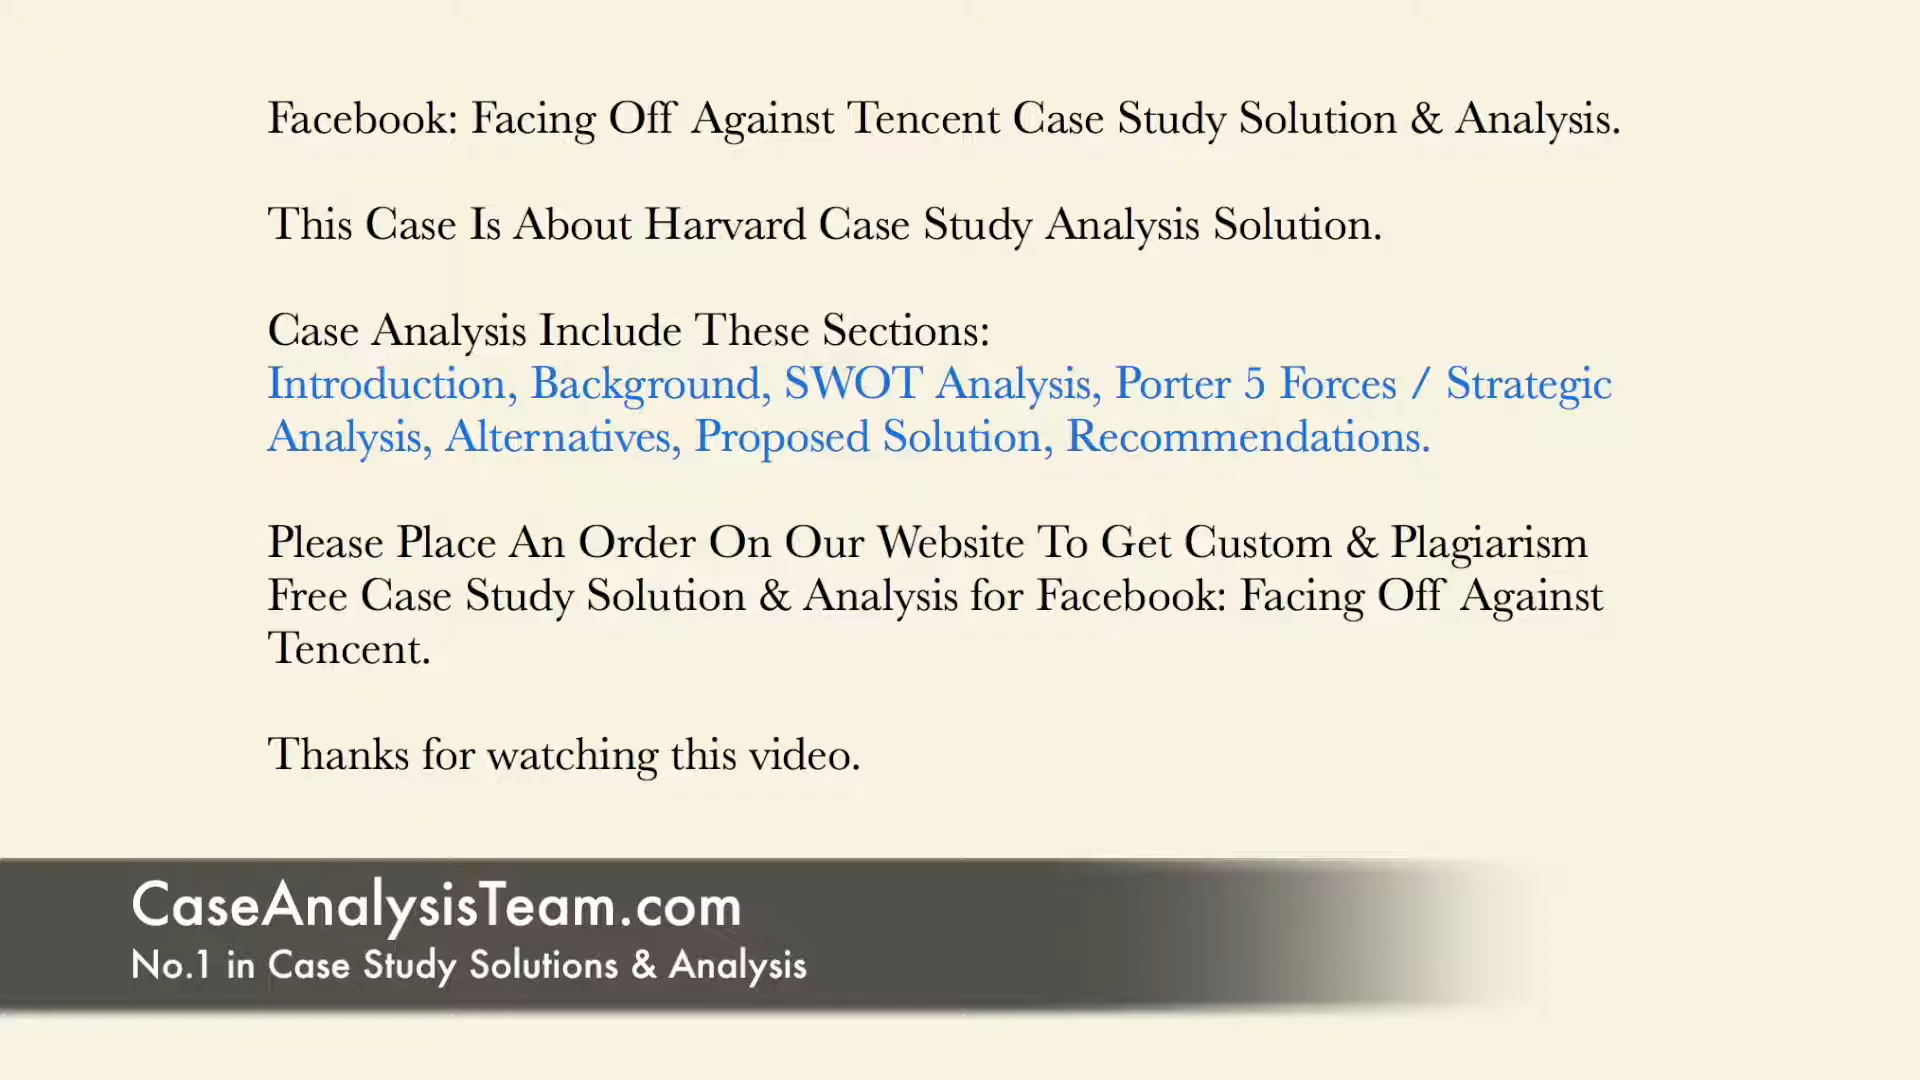 Facebook: Facing Off Against Tencent Case Study Solution & Analysis.
This Case Is About Harvard Case Study Analysis Solution.
Case Analysis Include These Sections:
Introduction, Background, SWOT Analysis, Porter 5 Forces / Strategic
Analysis, Alternatives, Proposed Solution, Recommendations.
Please Place An Order On Our Website To Get Custom & Plagiarism
Free Case Study Solution & Analysis for Facebook: Facing Off Against
Tencent.
Thanks for watching this video.
CaseAnalysisTeam.com
No.1 in Case Study Solutions & Analysis